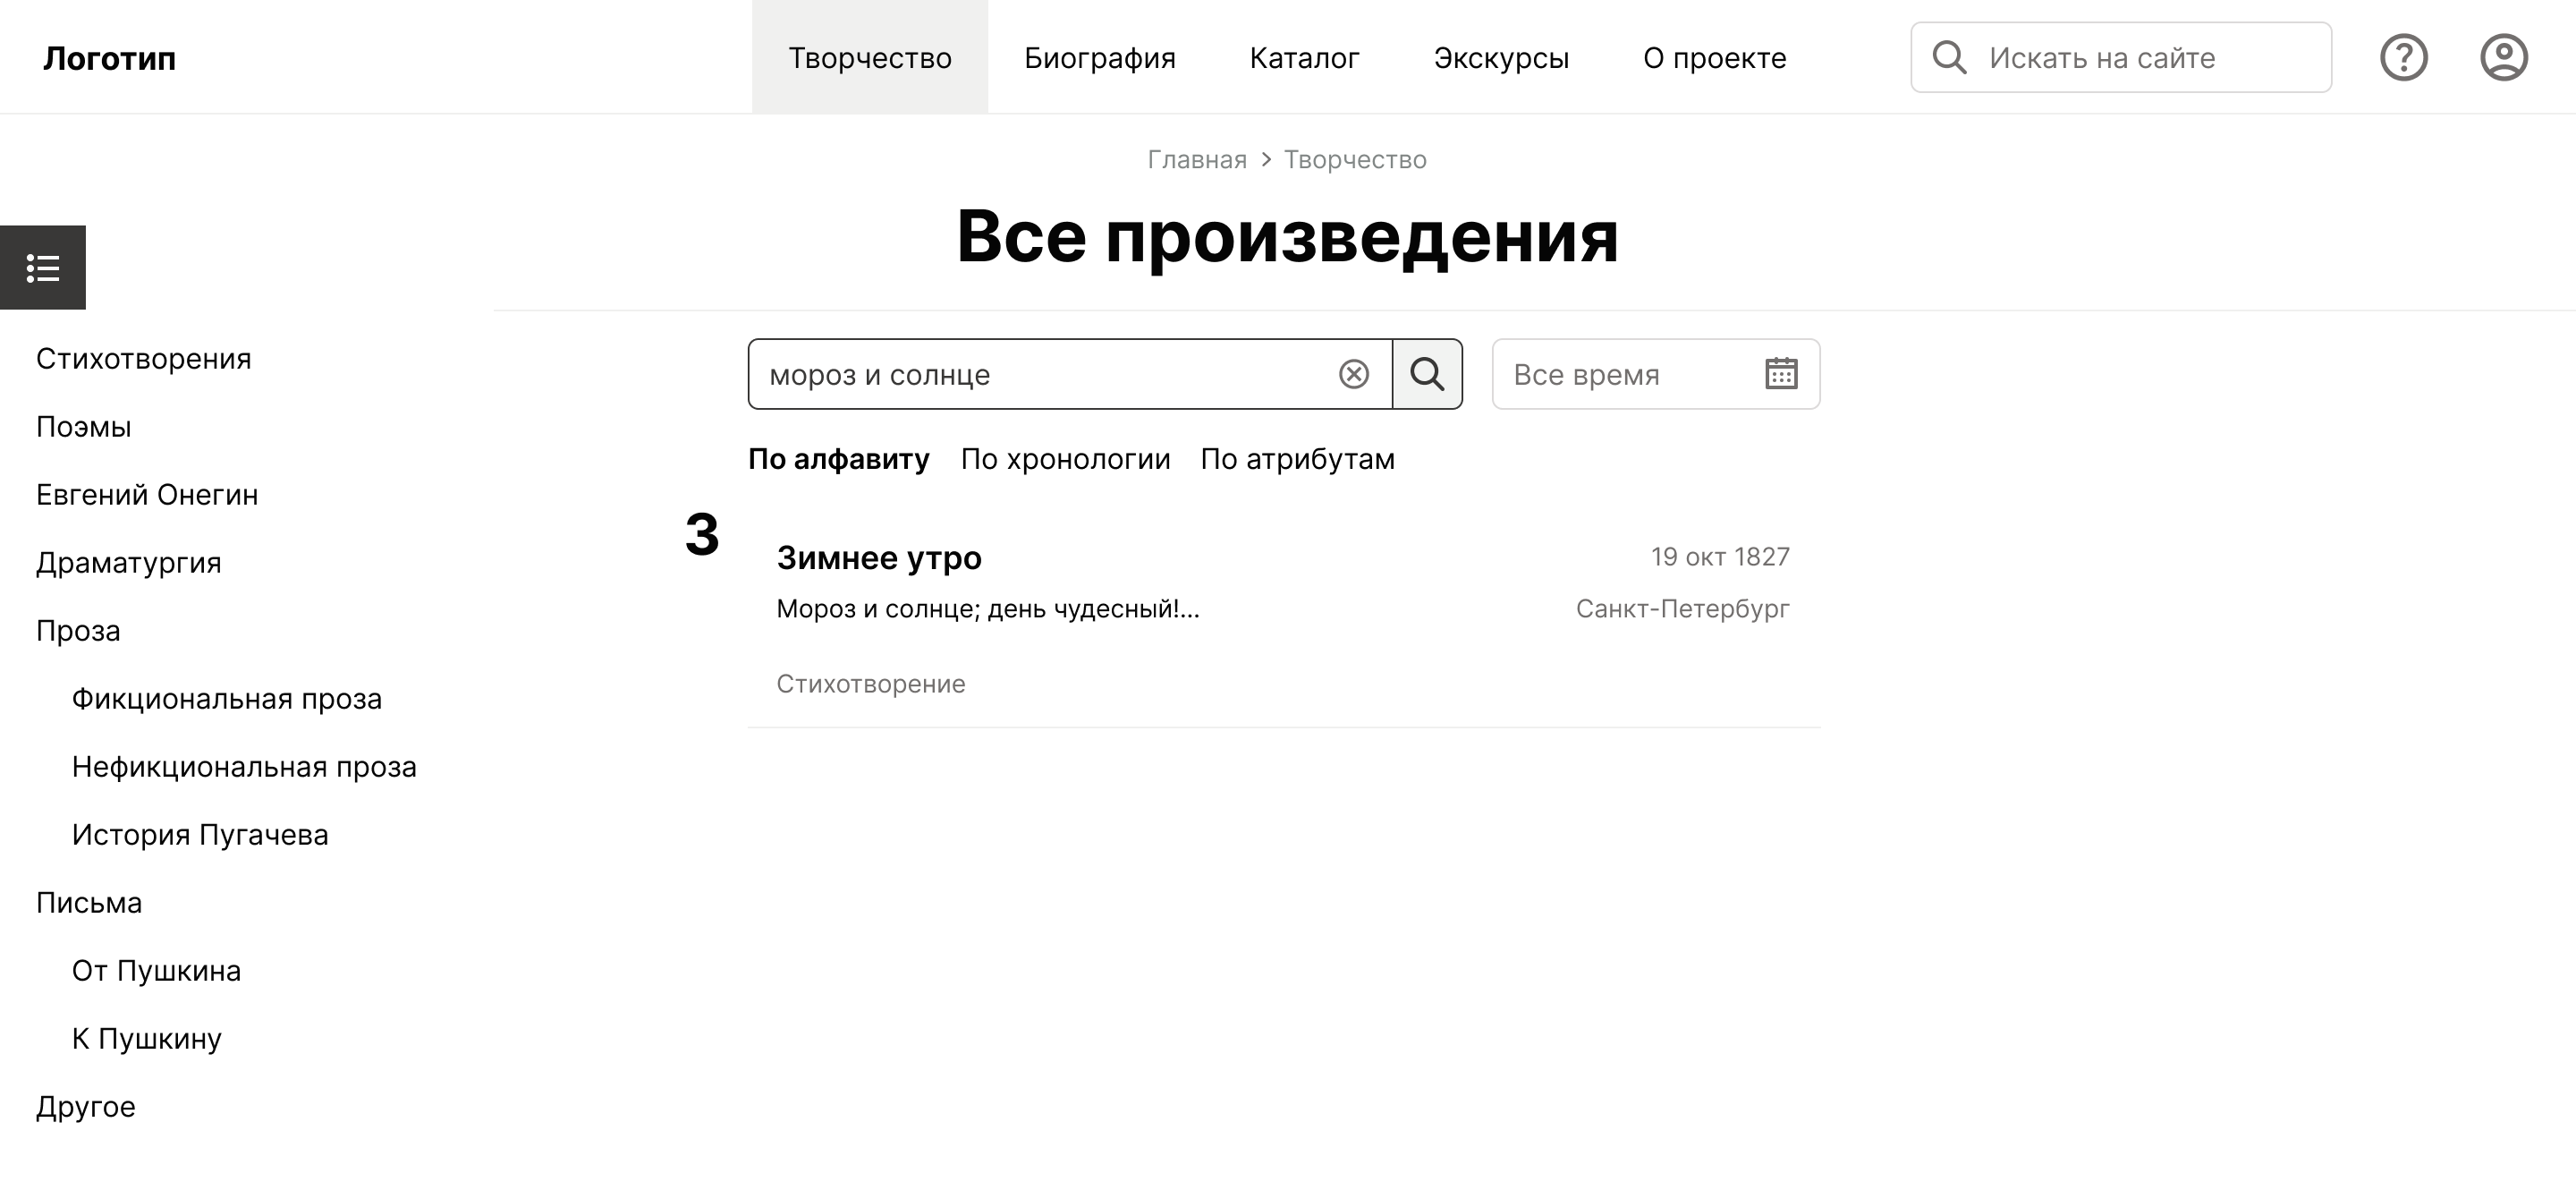 Логотип
Творчество
Биография
Каталог
Экскурсы
О проекте
Искать на сайте
Главная > Творчество
Все произведения
Стихотворения
Поэмы
Евгений Онегин
Драматургия
Проза
Фикциональная проза
Нефикциональная проза
История Пугачева
Письма
От Пушкина
К Пушкину
Другое
мороз и солнце
Все время
По алфавиту
По хронологии
По атрибутам
З
Зимнее утро
19 окт 1827
Мороз и солнце; день чудесный!...
Санкт-Петербург
Стихотворение